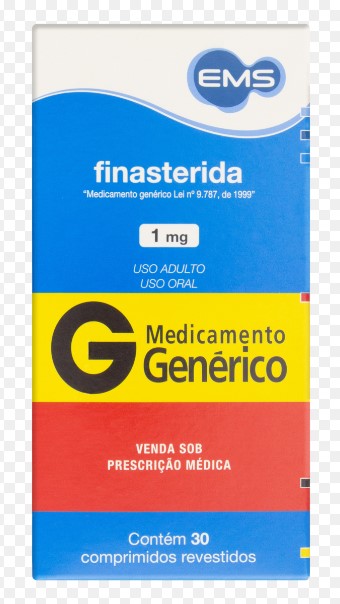 EMS
finasterida
"Medicamento genérico Lei nº 9.787, de 1999"
1 mg
USO ADULTO
USO ORAL
G Medicamento
Genérico
VENDA SOB
PRESCRIÇÃO MÉDICA
Contém 30
comprimidos revestidos